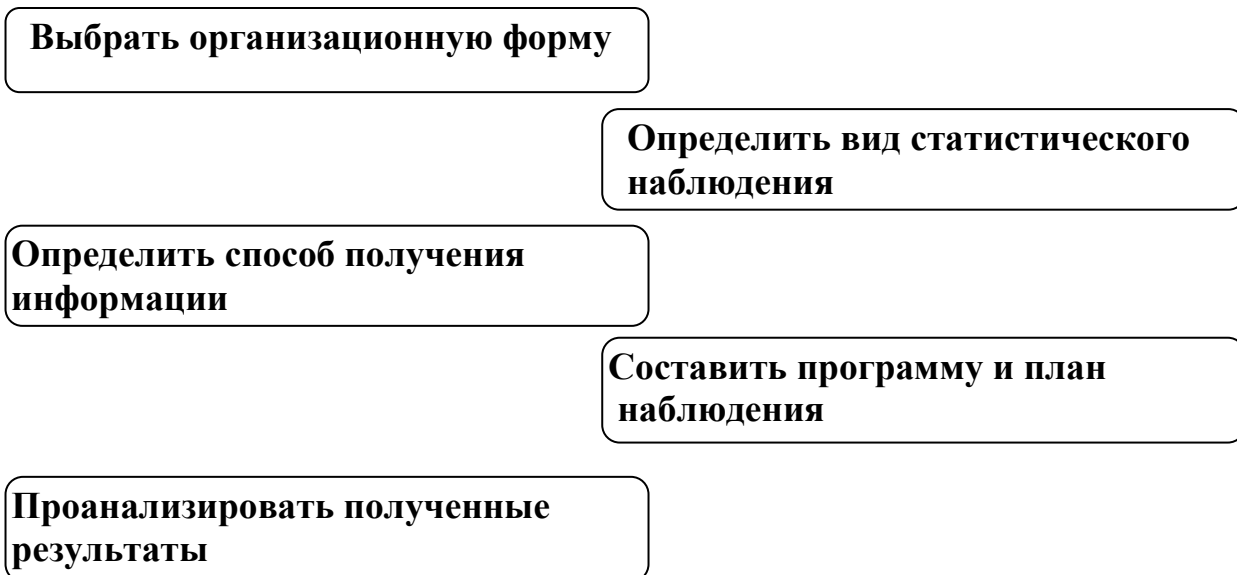 Выбрать организационную форму
Определить вид статистического
наблюдения
Определить способ получения
информации
Составить программу и план
наблюдения
Проанализировать полученные
результаты